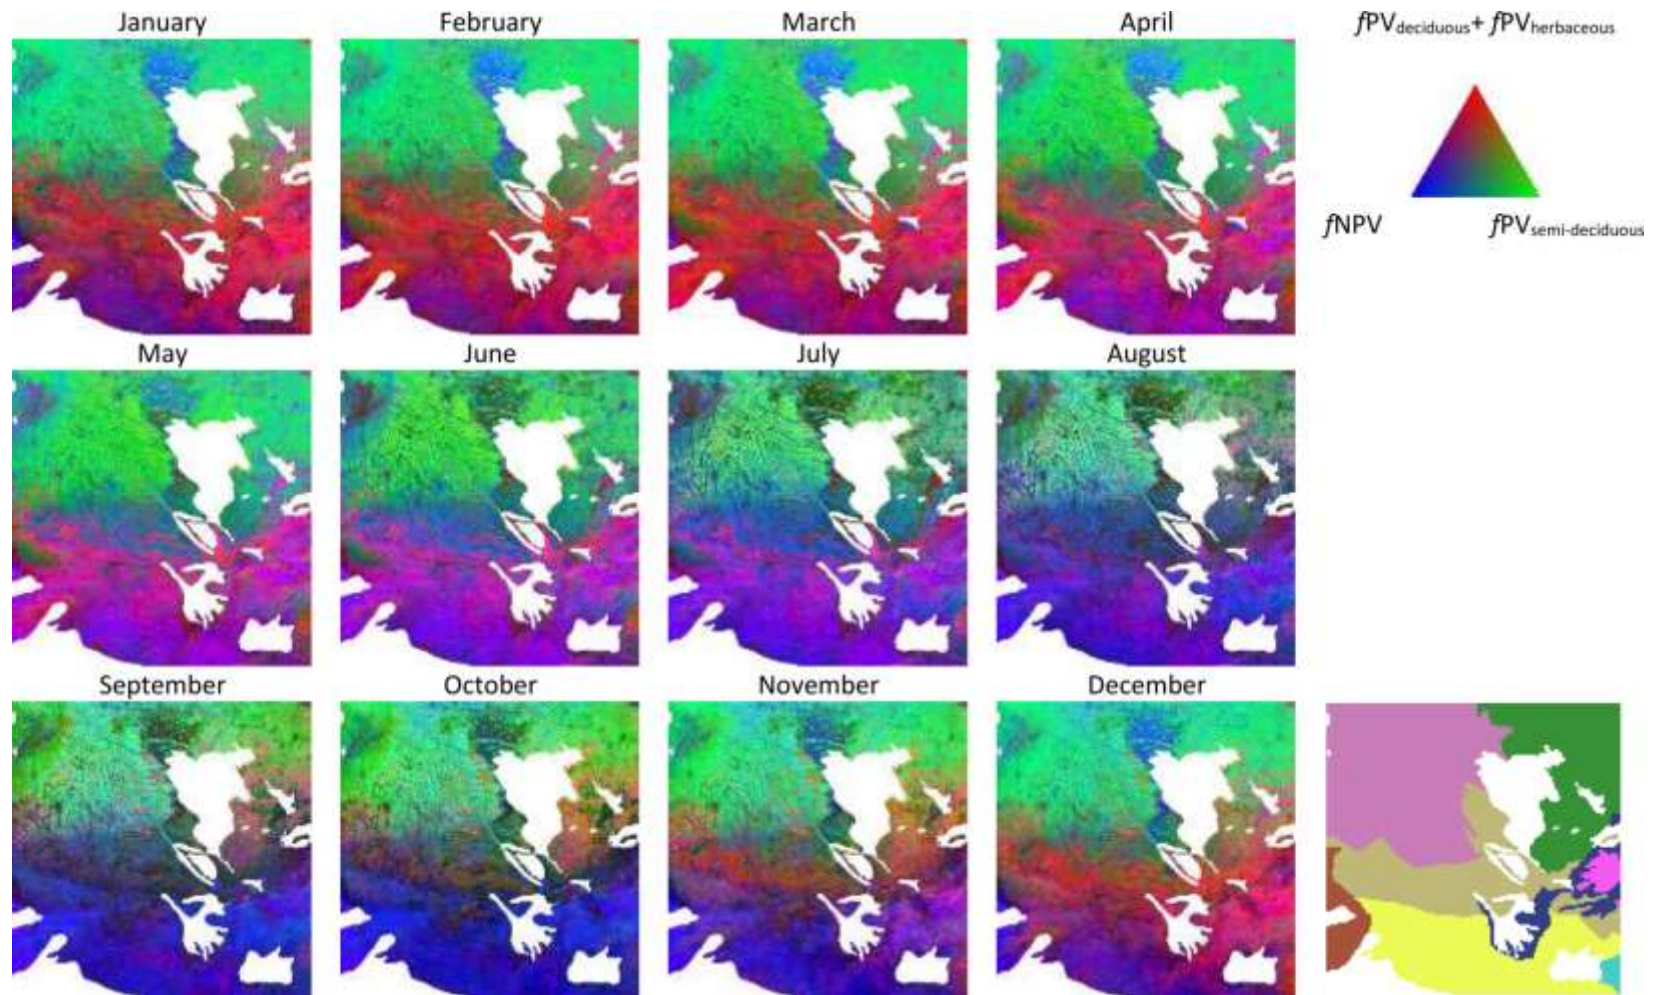 January February March April
fPVdeciduous+ fPVherbaceous
fNPV fPVsemi-deciduous
May June July August
September October November December